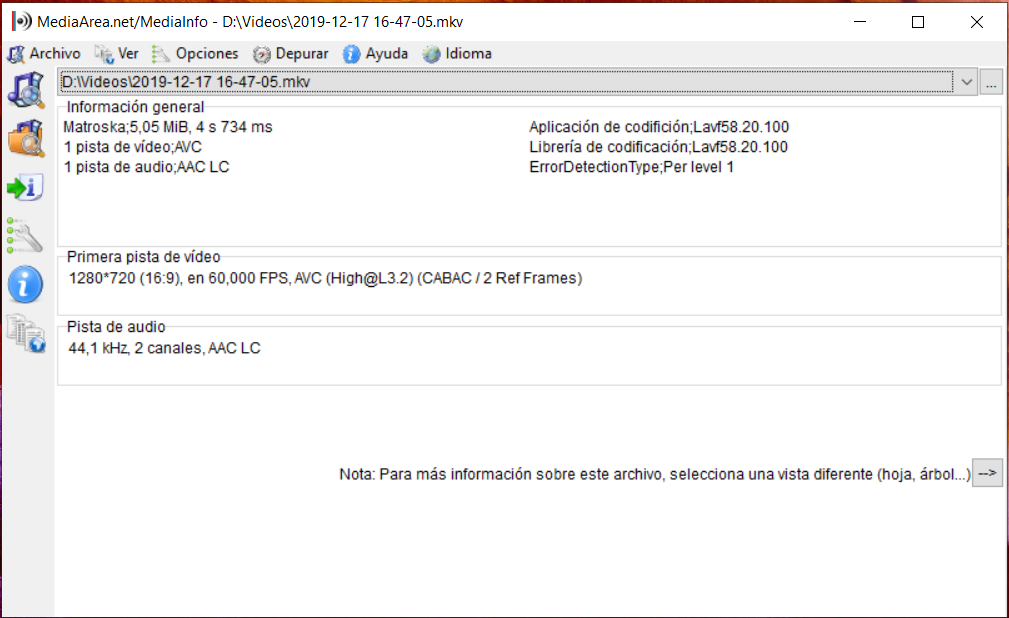 MediaArea.net/MediaInfo - D:\Videos\2019-12-17 16-47-05.mkv
Archivo Ver Opciones Depurar Ayuda Idioma
D:\Videos\2019-12-17 16-47-05.mkv
...
Información general
Matroska;5,05 MiB, 4 s 734 ms
1 pista de vídeo;AVC
1 pista de audio;AAC LC
Aplicación de codifición;Lavf58.20.100
Librería de codificación;Lavf58.20.100
ErrorDetectionType;Per level 1
Primera pista de vídeo
1280*720 (16:9), en 60,000 FPS, AVC (High@L3.2) (CABAC / 2 Ref Frames)
Pista de audio
44,1 kHz, 2 canales, AAC LC
Nota: Para más información sobre este archivo, selecciona una vista diferente (hoja, árbol...) -->